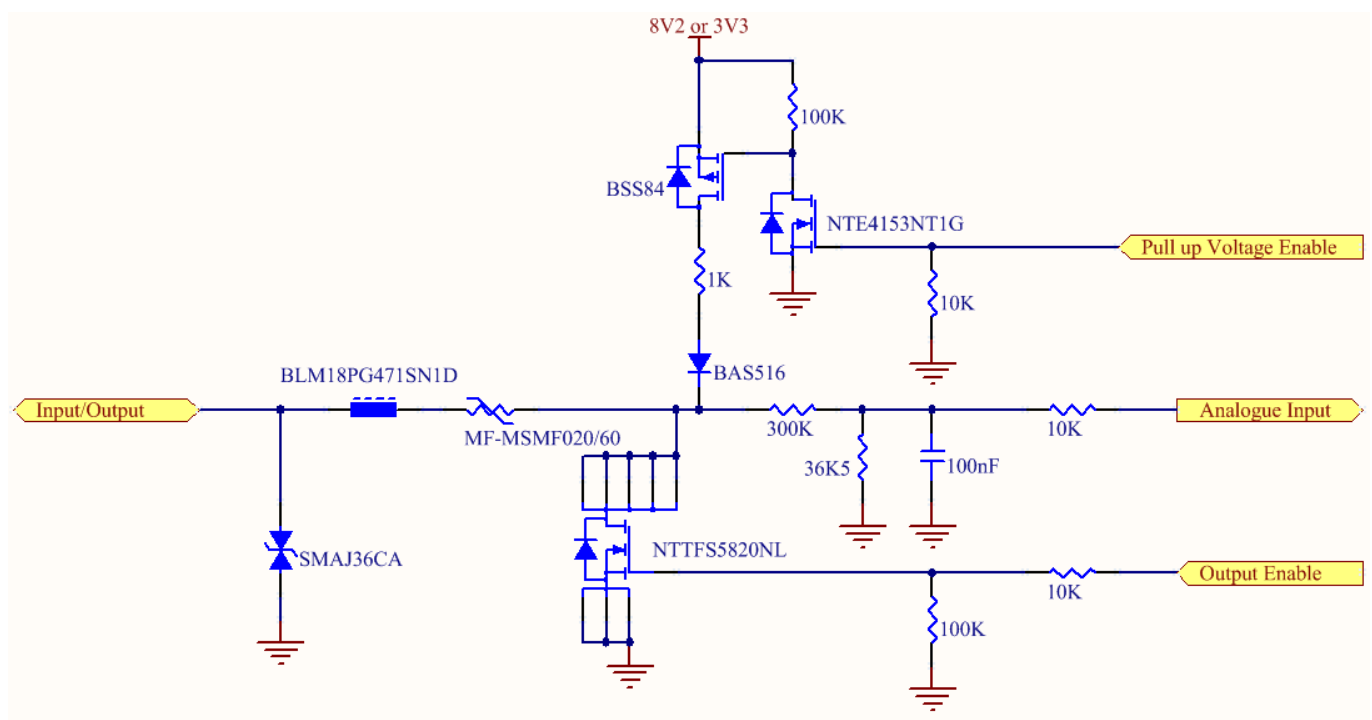 8V2 or 3V3
100K
BSS84
NTE4153NT1G
Pull up Voltage Enable
1K
10K
BLM18PG471SN1D
BAS516
Input/Output
Analogue Input
MF-MSMF020/60
300K
10K
36K5
100nF
SMAJ36CA
NTTFS5820NL
Output Enable
10K
100K